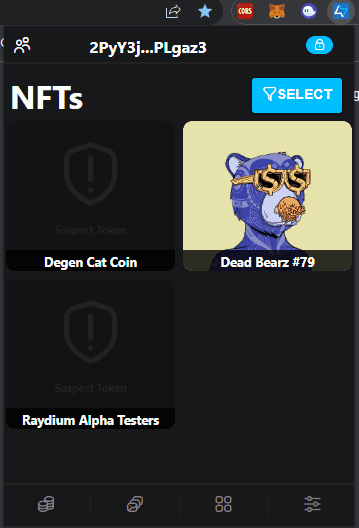 CORS
2PyY3j...PLgaz3
NFTs
SELECT
Suspect Token
Degen Cat Coin
Dead Bearz #79
Suspect Token
Raydium Alpha Testers